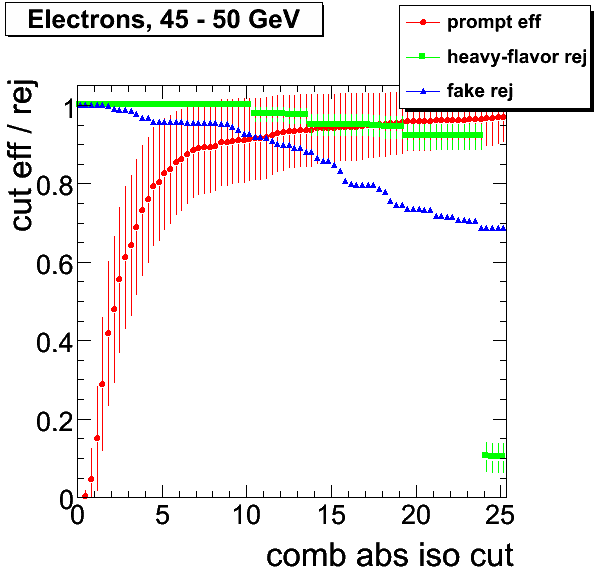 Electrons, 45 - 50 GeV
prompt eff
heavy-flavor rej
fake rej
cut eff / rej
1
0.8
0.6
0.4
0.2
0
0 5 10 15 20 25
comb abs iso cut